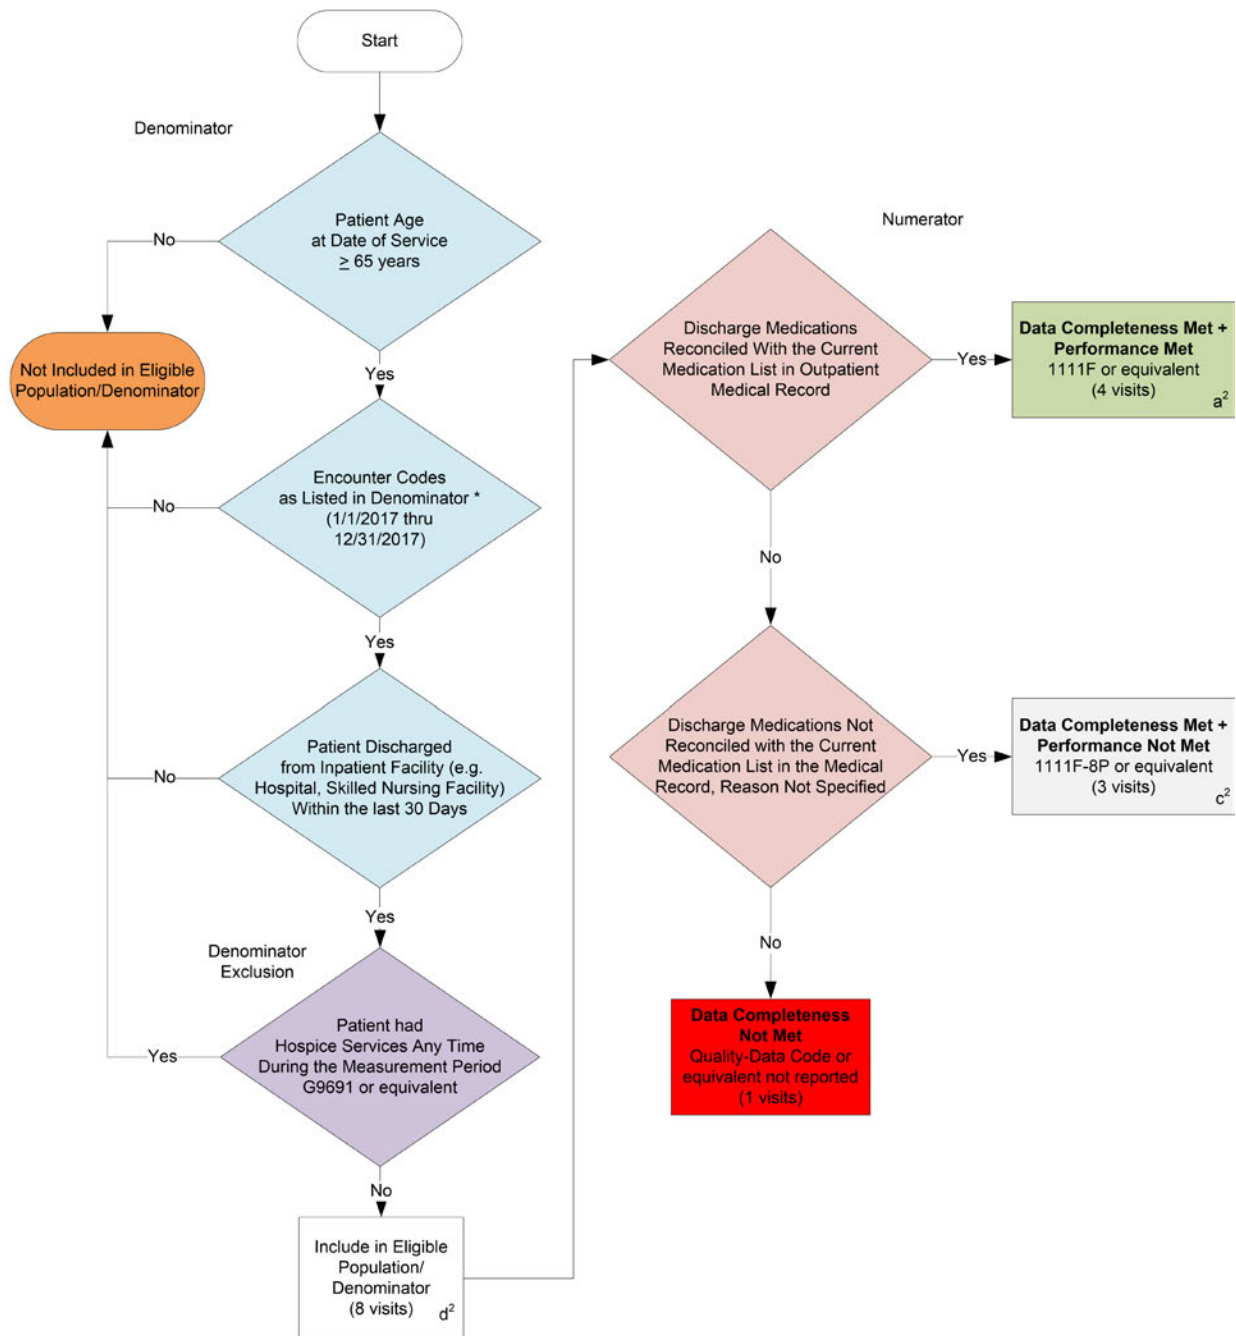 Start
Denominator
Patient Age
at Date of Service
≥ 65 years
No
Yes
Not Included in Eligible
Population/Denominator
Encounter Codes
as Listed in Denominator *
(1/1/2017 thru
12/31/2017)
No
Yes
Patient Discharged
from Inpatient Facility (e.g.
Hospital, Skilled Nursing Facility)
Within the last 30 Days
No
Yes
Denominator
Exclusion
Patient had
Hospice Services Any Time
During the Measurement Period
G9691 or equivalent
Yes
No
Include in Eligible
Population/
Denominator
(8 visits)
d²
Numerator
Discharge Medications
Reconciled With the Current
Medication List in Outpatient
Medical Record
Yes
Data Completeness Met +
Performance Met
1111F or equivalent
(4 visits)
a²
No
Discharge Medications Not
Reconciled with the Current
Medication List in the Medical
Record, Reason Not Specified
Yes
Data Completeness Met +
Performance Not Met
1111F-8P or equivalent
(3 visits)
c²
No
Data Completeness
Not Met
Quality-Data Code or
equivalent not reported
(1 visits)